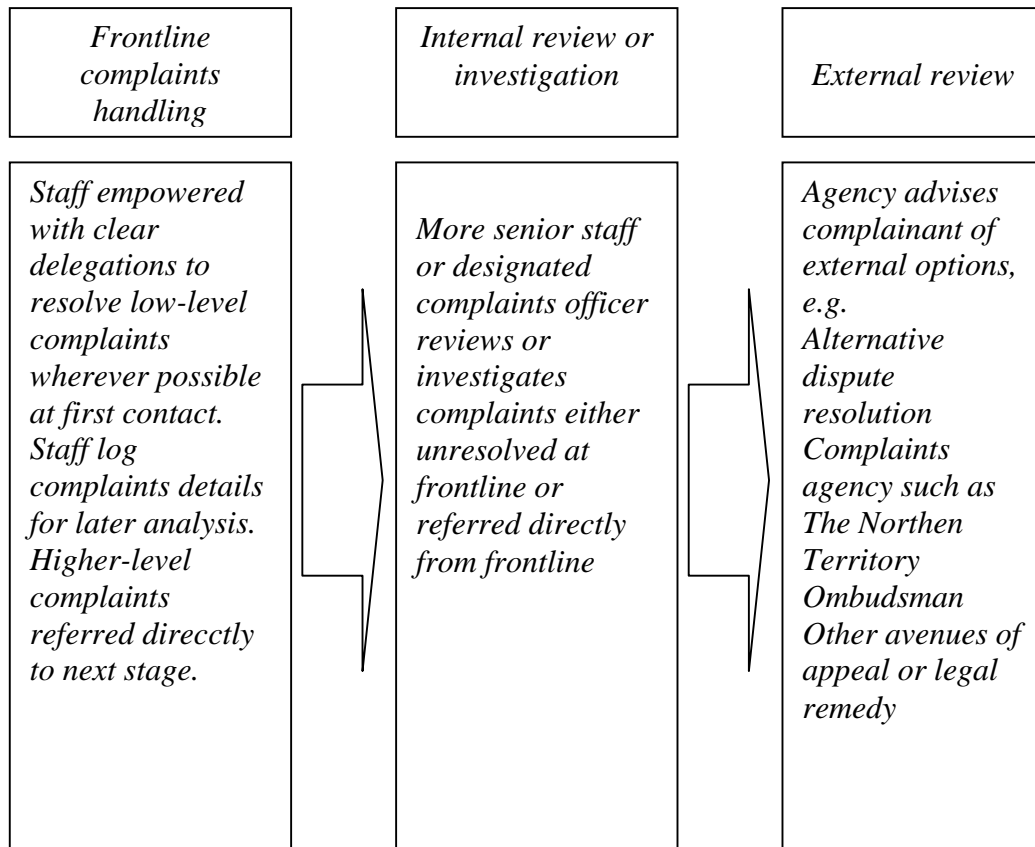 Frontline
complaints
handling
Internal review or
investigation
External review
Staff empowered
with clear
delegations to
resolve low-level
complaints
wherever possible
at first contact.
Staff log
complaints details
for later analysis.
Higher-level
complaints
referred direcctly
to next stage.
More senior staff
or designated
complaints officer
reviews or
investigates
complaints either
unresolved at
frontline or
referred directly
from frontline
Agency advises
complainant of
external options,
e.g.
Alternative
dispute
resolution
Complaints
agency such as
The Northen
Territory
Ombudsman
Other avenues of
appeal or legal
remedy